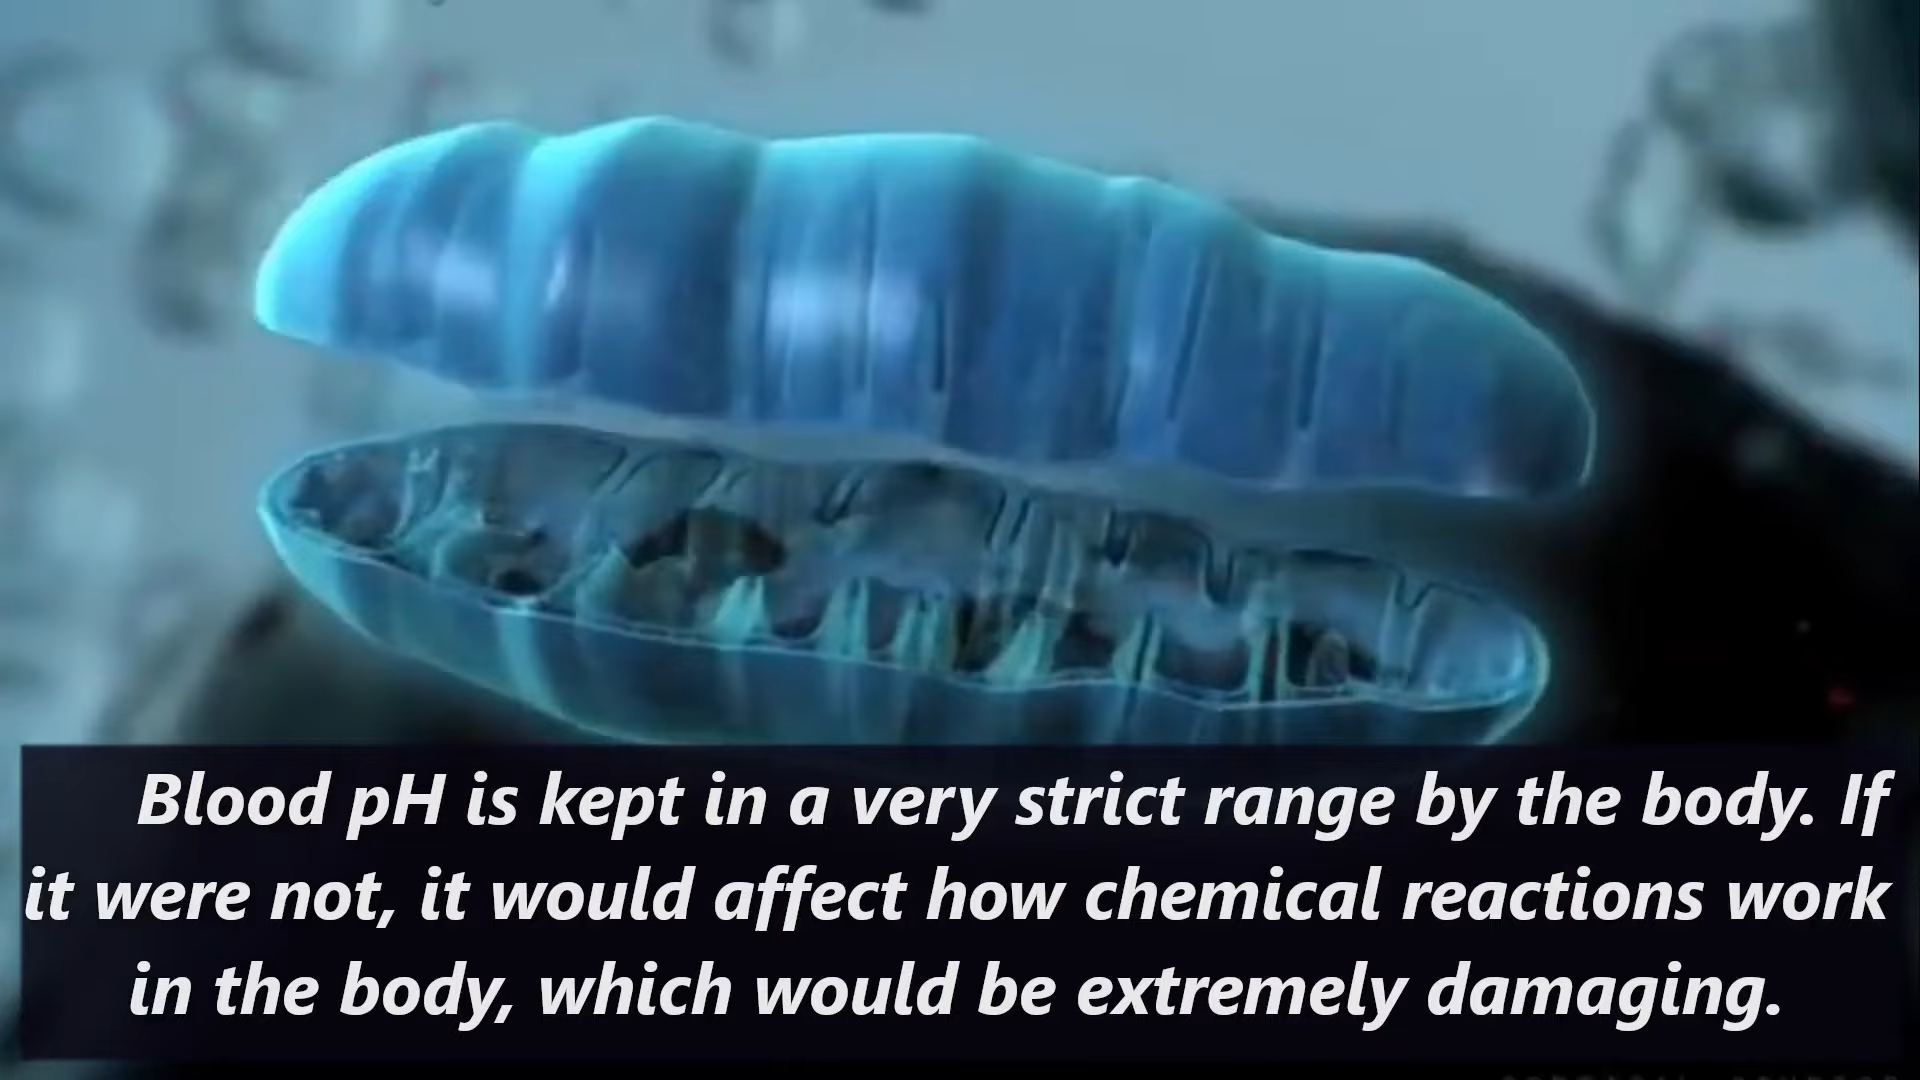 Blood pH is kept in a very strict range by the body. If
it were not, it would affect how chemical reactions work
in the body, which would be extremely damaging.